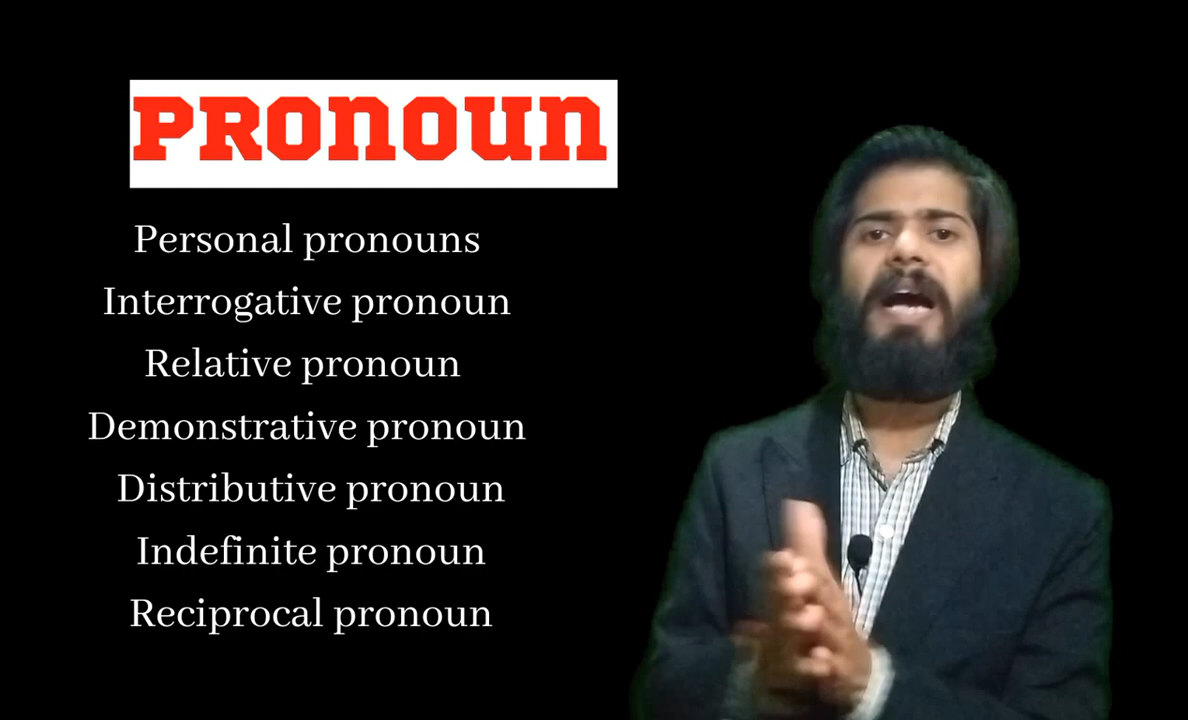 PRONOUN
Personal pronouns
Interrogative pronoun
Relative pronoun
Demonstrative pronoun
Distributive pronoun
Indefinite pronoun
Reciprocal pronoun